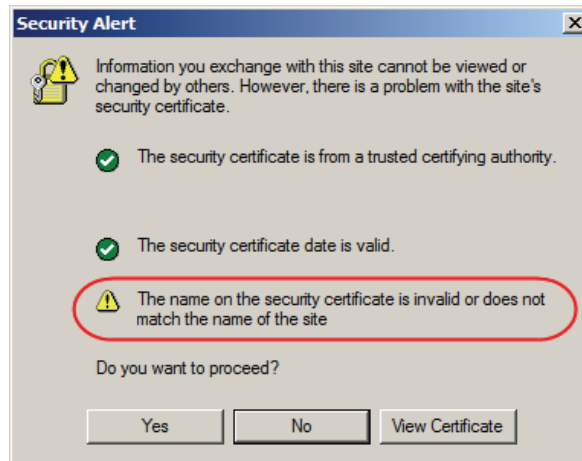 Security Alert
Information you exchange with this site cannot be viewed or
changed by others. However, there is a problem with the site's
security certificate.
The security certificate is from a trusted certifying authority.
The security certificate date is valid.
The name on the security certificate is invalid or does not
match the name of the site
Do you want to proceed?
Yes No View Certificate